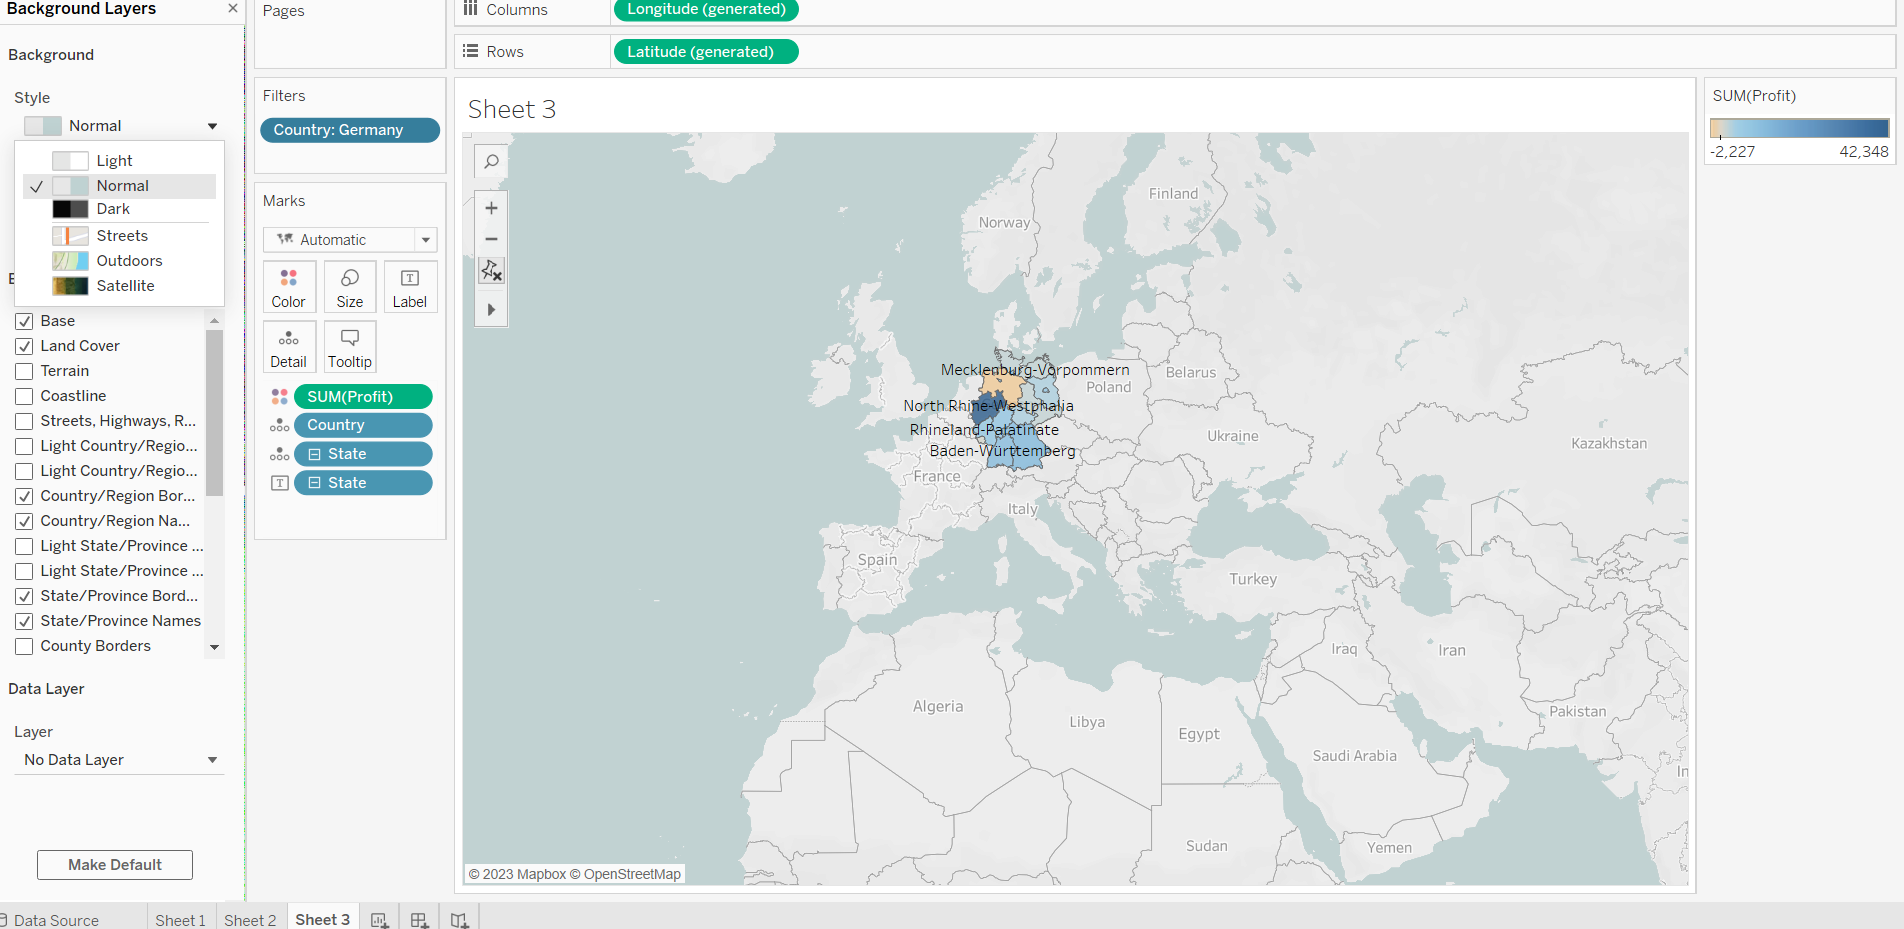 Background Layers
Background
Style
Normal
Light
Normal
Dark
Streets
Outdoors
Satellite
Base
Land Cover
Terrain
Coastline
Streets, Highways, R...
Light Country/Regio...
Light Country/Regio...
Country/Region Bor...
Country/Region Na...
Light State/Province ...
Light State/Province ...
State/Province Bord...
State/Province Names
County Borders
Data Layer
Layer
No Data Layer
Make Default
Pages
Filters
Country: Germany
Marks
Automatic
Color
Size
Label
Detail
Tooltip
SUM(Profit)
Country
State
State
Columns
Longitude (generated)
Rows
Latitude (generated)
Sheet 3
Finland
Norway
Mecklenburg-Vorpommern
Belarus
Poland
North Rhine-Westphalia
Rhineland-Palatinate
Ukraine
Kazakhstan
Baden-Württemberg
France
Italy
Spain
Turkey
Iraq
Iran
Algeria
Libya
Egypt
Pakistan
Saudi Arabia
In
Sudan
Yemen
© 2023 Mapbox © OpenStreetMap
SUM(Profit)
-2,227 42,348
Data Source
Sheet 1
Sheet 2
Sheet 3